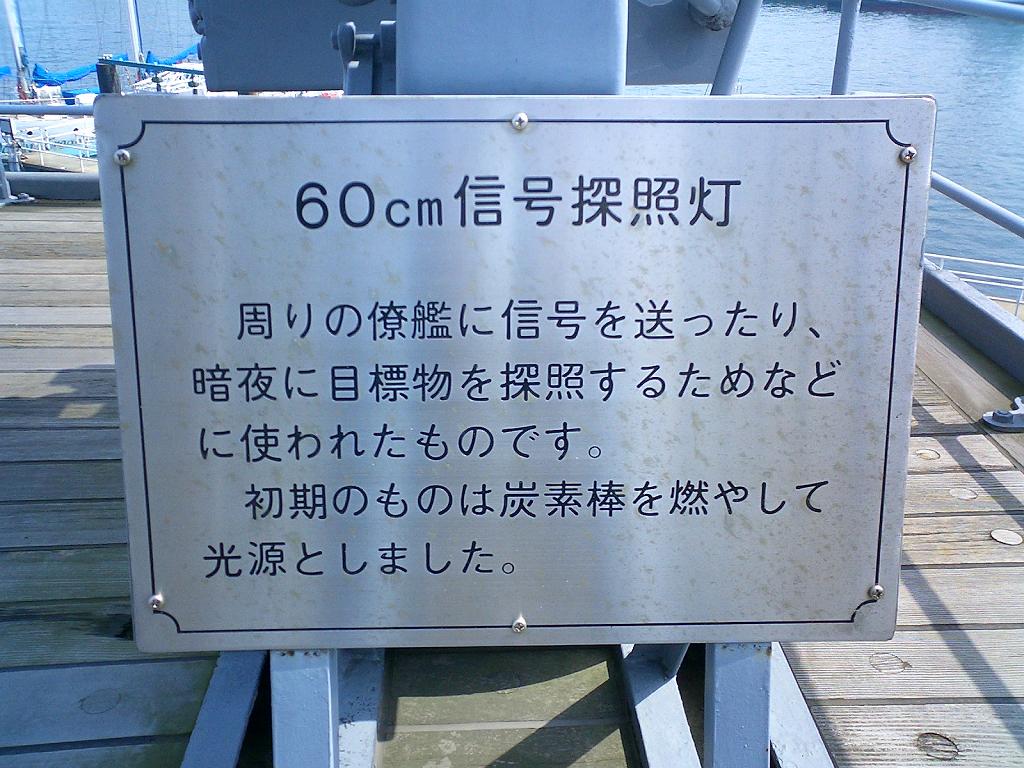 60cm信号探照灯
周りの僚艦に信号を送ったり、
暗夜に目標物を探照するためなど
に使われたものです。
初期のものは炭素棒を燃やして
光源としました。